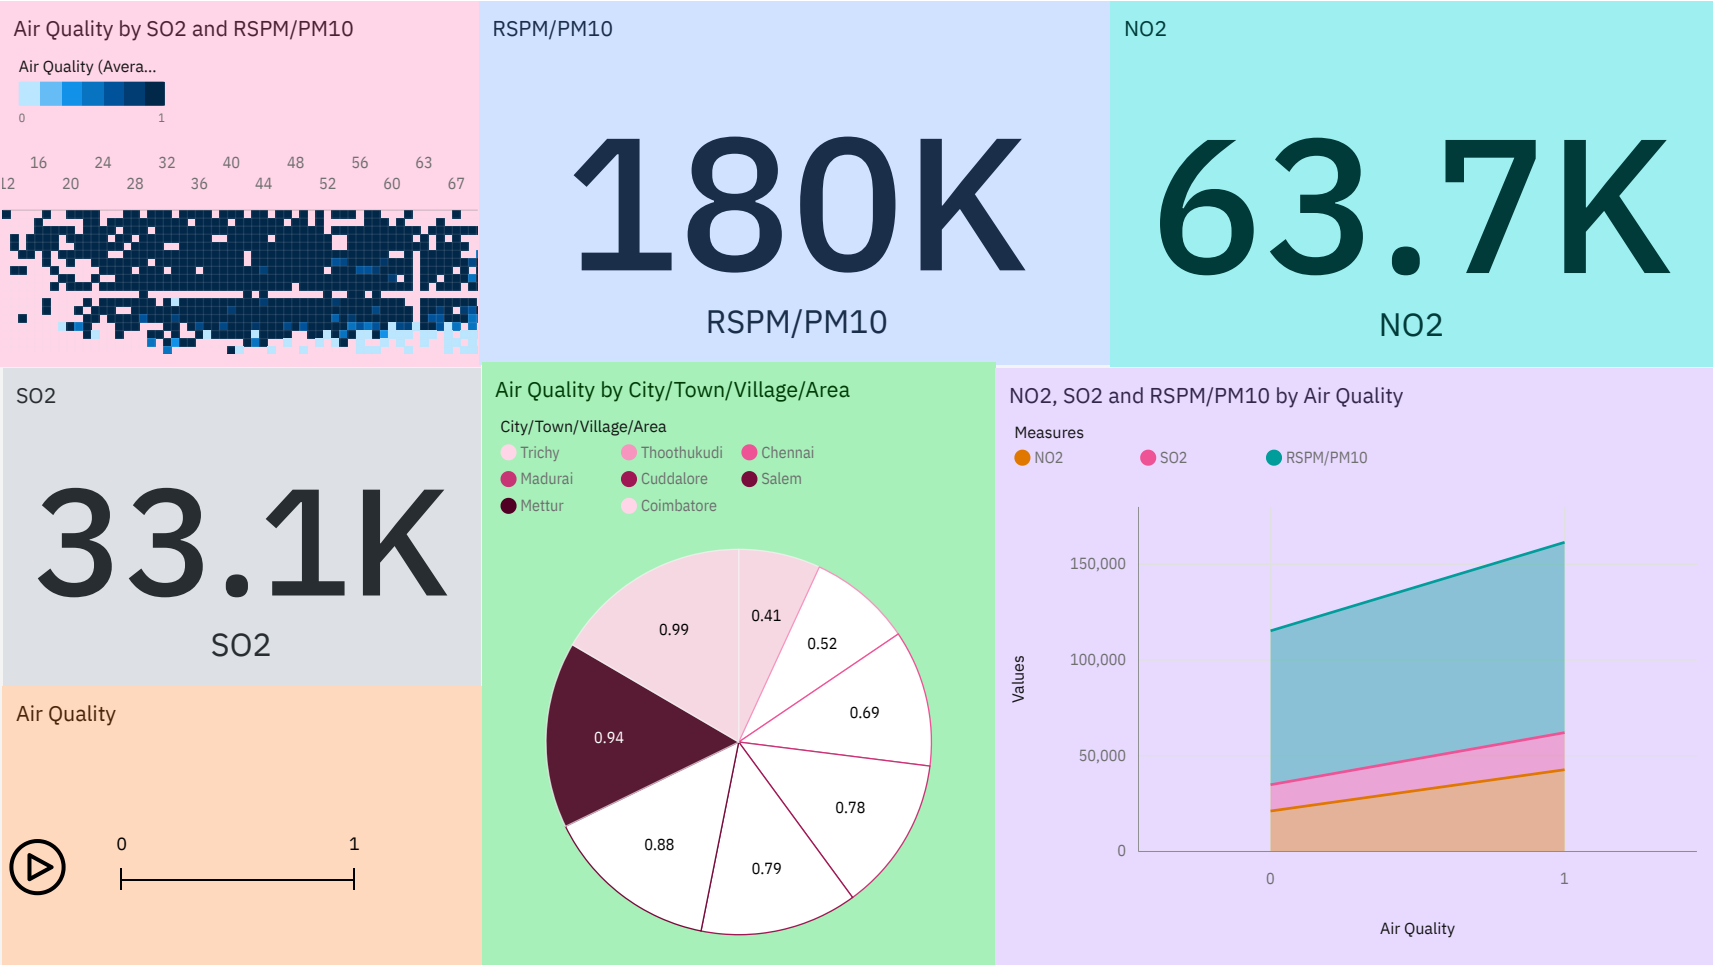 Air Quality by SO2 and RSPM/PM10
Air Quality (Avera...
0 1
16 24 32 40 48 56 63
12 20 28 36 44 52 60 67
RSPM/PM10
180K
RSPM/PM10
NO2
63.7K
NO2
SO2
33.1K
SO2
Air Quality
0 1
Air Quality by City/Town/Village/Area
City/Town/Village/Area
Trichy Thoothukudi Chennai
Madurai Cuddalore Salem
Mettur Coimbatore
0.41
0.52
0.69
0.78
0.79
0.88
0.94
0.99
NO2, SO2 and RSPM/PM10 by Air Quality
Measures
NO2 SO2 RSPM/PM10
Values
150,000
100,000
50,000
0
0 1
Air Quality